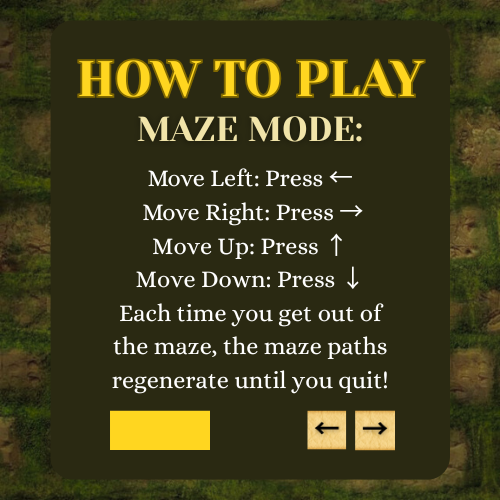 HOW TO PLAY
MAZE MODE:
Move Left: Press ←
Move Right: Press →
Move Up: Press ↑
Move Down: Press ↓
Each time you get out of
the maze, the maze paths
regenerate until you quit!
← →